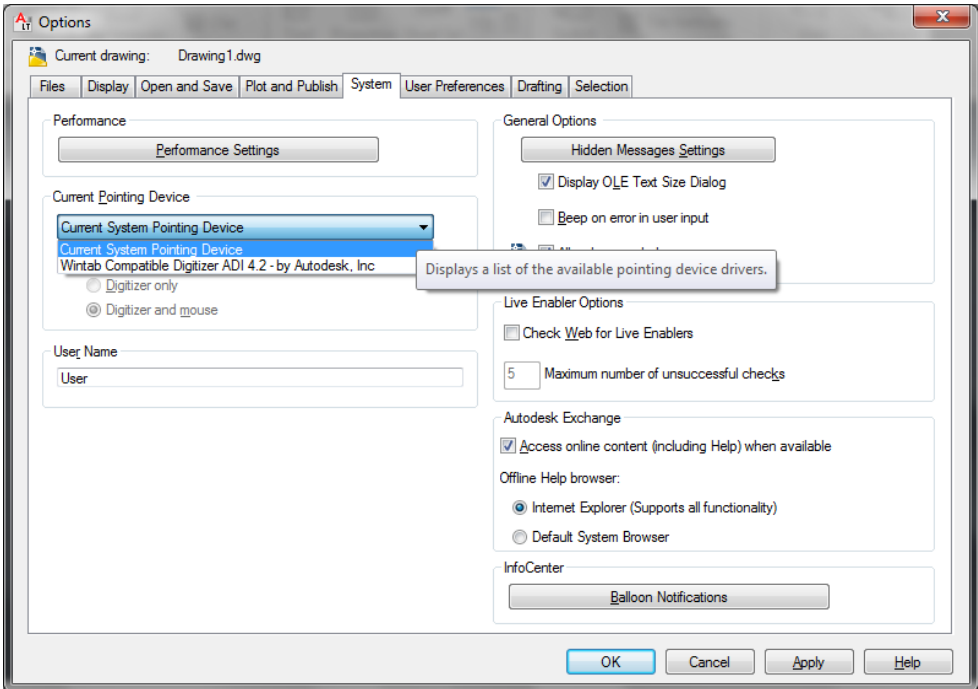 A LT Options
Current drawing: Drawing1.dwg
Files Display Open and Save Plot and Publish System User Preferences Drafting Selection
Performance
Performance Settings
Current Pointing Device
Current System Pointing Device
Current System Pointing Device
Wintab Compatible Digitizer ADI 4.2 - by Autodesk, Inc
Digitizer only
Digitizer and mouse
User Name
User
General Options
Hidden Messages Settings
Display OLE Text Size Dialog
Beep on error in user input
Displays a list of the available pointing device drivers.
Live Enabler Options
Check Web for Live Enablers
5 Maximum number of unsuccessful checks
Autodesk Exchange
Access online content (including Help) when available
Offline Help browser:
Internet Explorer (Supports all functionality)
Default System Browser
InfoCenter
Balloon Notifications
OK Cancel Apply Help